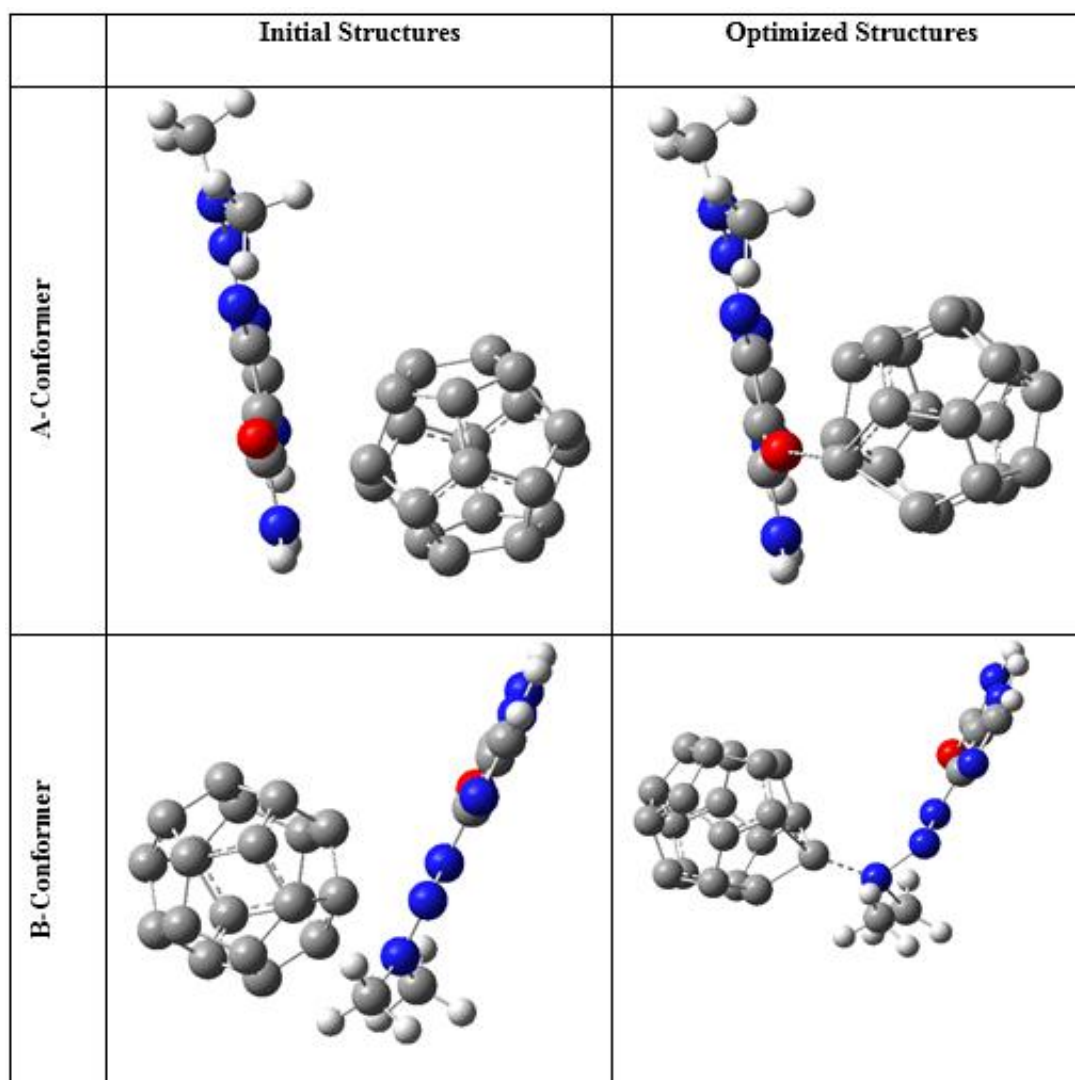 Initial Structures
Optimized Structures
A-Conformer
B-Conformer